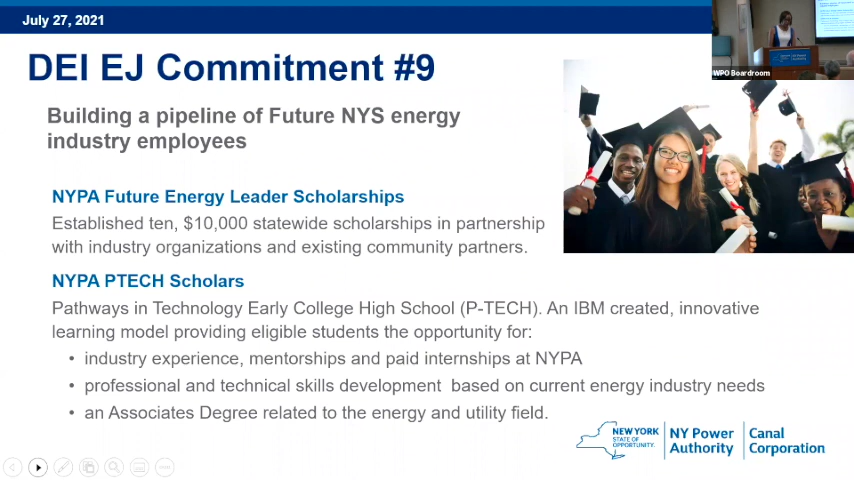 July 27, 2021
WPO Boardroom
DEI EJ Commitment #9
Building a pipeline of Future NYS energy
industry employees
NYPA Future Energy Leader Scholarships
Established ten, $10,000 statewide scholarships in partnership
with industry organizations and existing community partners.
NYPA PTECH Scholars
Pathways in Technology Early College High School (P-TECH). An IBM created, innovative
learning model providing eligible students the opportunity for:
• industry experience, mentorships and paid internships at NYPA
• professional and technical skills development based on current energy industry needs
• an Associates Degree related to the energy and utility field.
NEW YORK
STATE OF
OPPORTUNITY.
NY Power
Authority
Canal
Corporation